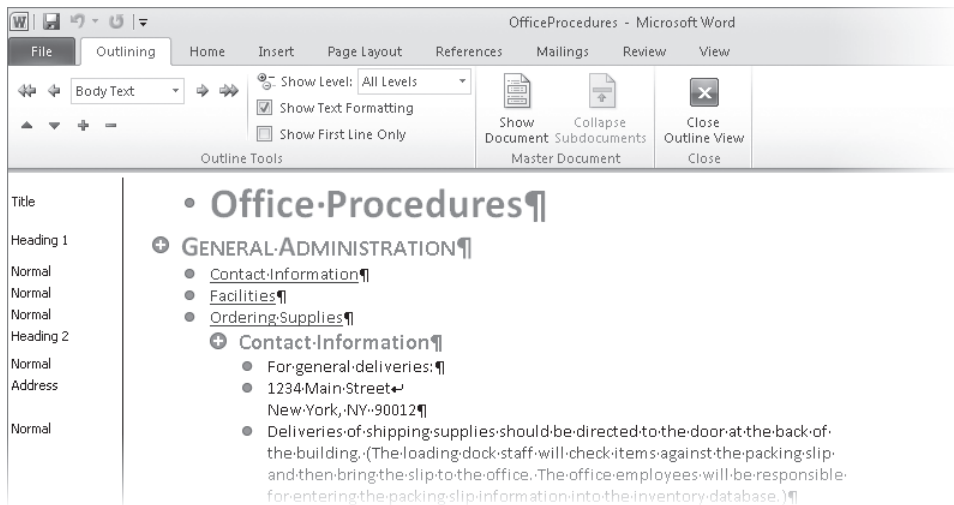 OfficeProcedures - Microsoft Word
File Outlining Home Insert Page Layout References Mailings Review View
Body Text
Show Level: All Levels
Show Text Formatting
Show First Line Only
Outline Tools
Show Document
Collapse Subdocuments
Master Document
Close Outline View
Close
Title
Office·Procedures¶
Heading 1
GENERAL·ADMINISTRATION¶
Normal
Contact·Information¶
Normal
Facilities¶
Normal
Ordering·Supplies¶
Heading 2
Contact·Information¶
Normal
For·general·deliveries:¶
Address
1234·Main·Street↵
New·York,·NY··90012¶
Normal
Deliveries·of·shipping·supplies·should·be·directed·to·the·door·at·the·back·of·
the·building.·(The·loading·dock·staff·will·check·items·against·the·packing·slip·
and·then·bring·the·slip·to·the·office.·The·office·employees·will·be·responsible·
for·entering·the·packing·slip·information·into·the·inventory·database.)¶